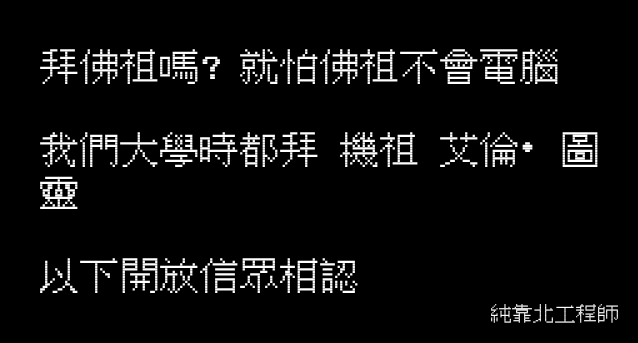 拜佛祖嗎? 就怕佛祖不會電腦
我們大學時都拜 機祖 艾倫• 圖
靈
以下開放信眾相認
純靠北工程師